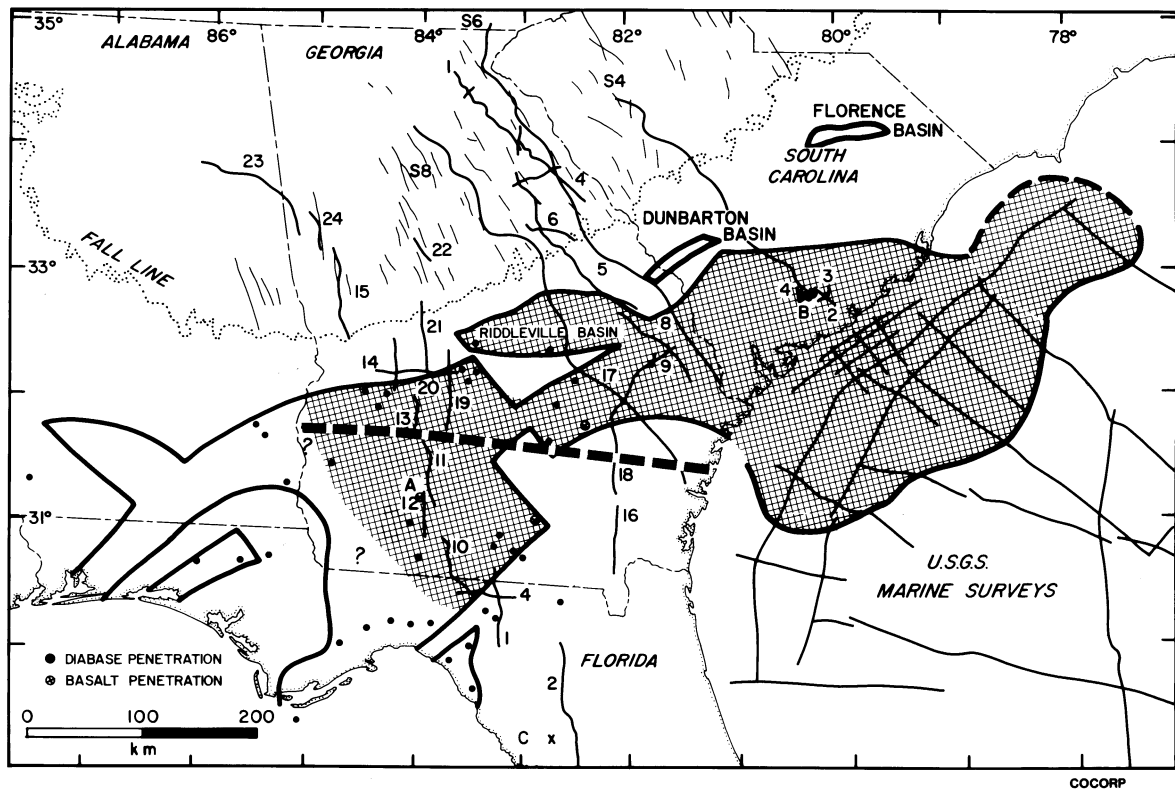 35°
86°
84°
S6
82°
80°
78°
ALABAMA
GEORGIA
1
S4
FLORENCE
BASIN
SOUTH
CAROLINA
23
S8
4
24
6
DUNBARTON
BASIN
22
FALL LINE
33°
5
15
4
3
B
2
21
8
RIDDLEVILLE BASIN
9
14
17
20
19
13
?
11
18
A
12
16
31°
10
?
U.S.G.S.
MARINE SURVEYS
4
1
DIABASE PENETRATION
FLORIDA
BASALT PENETRATION
2
0
100
200
km
C x
COCORP